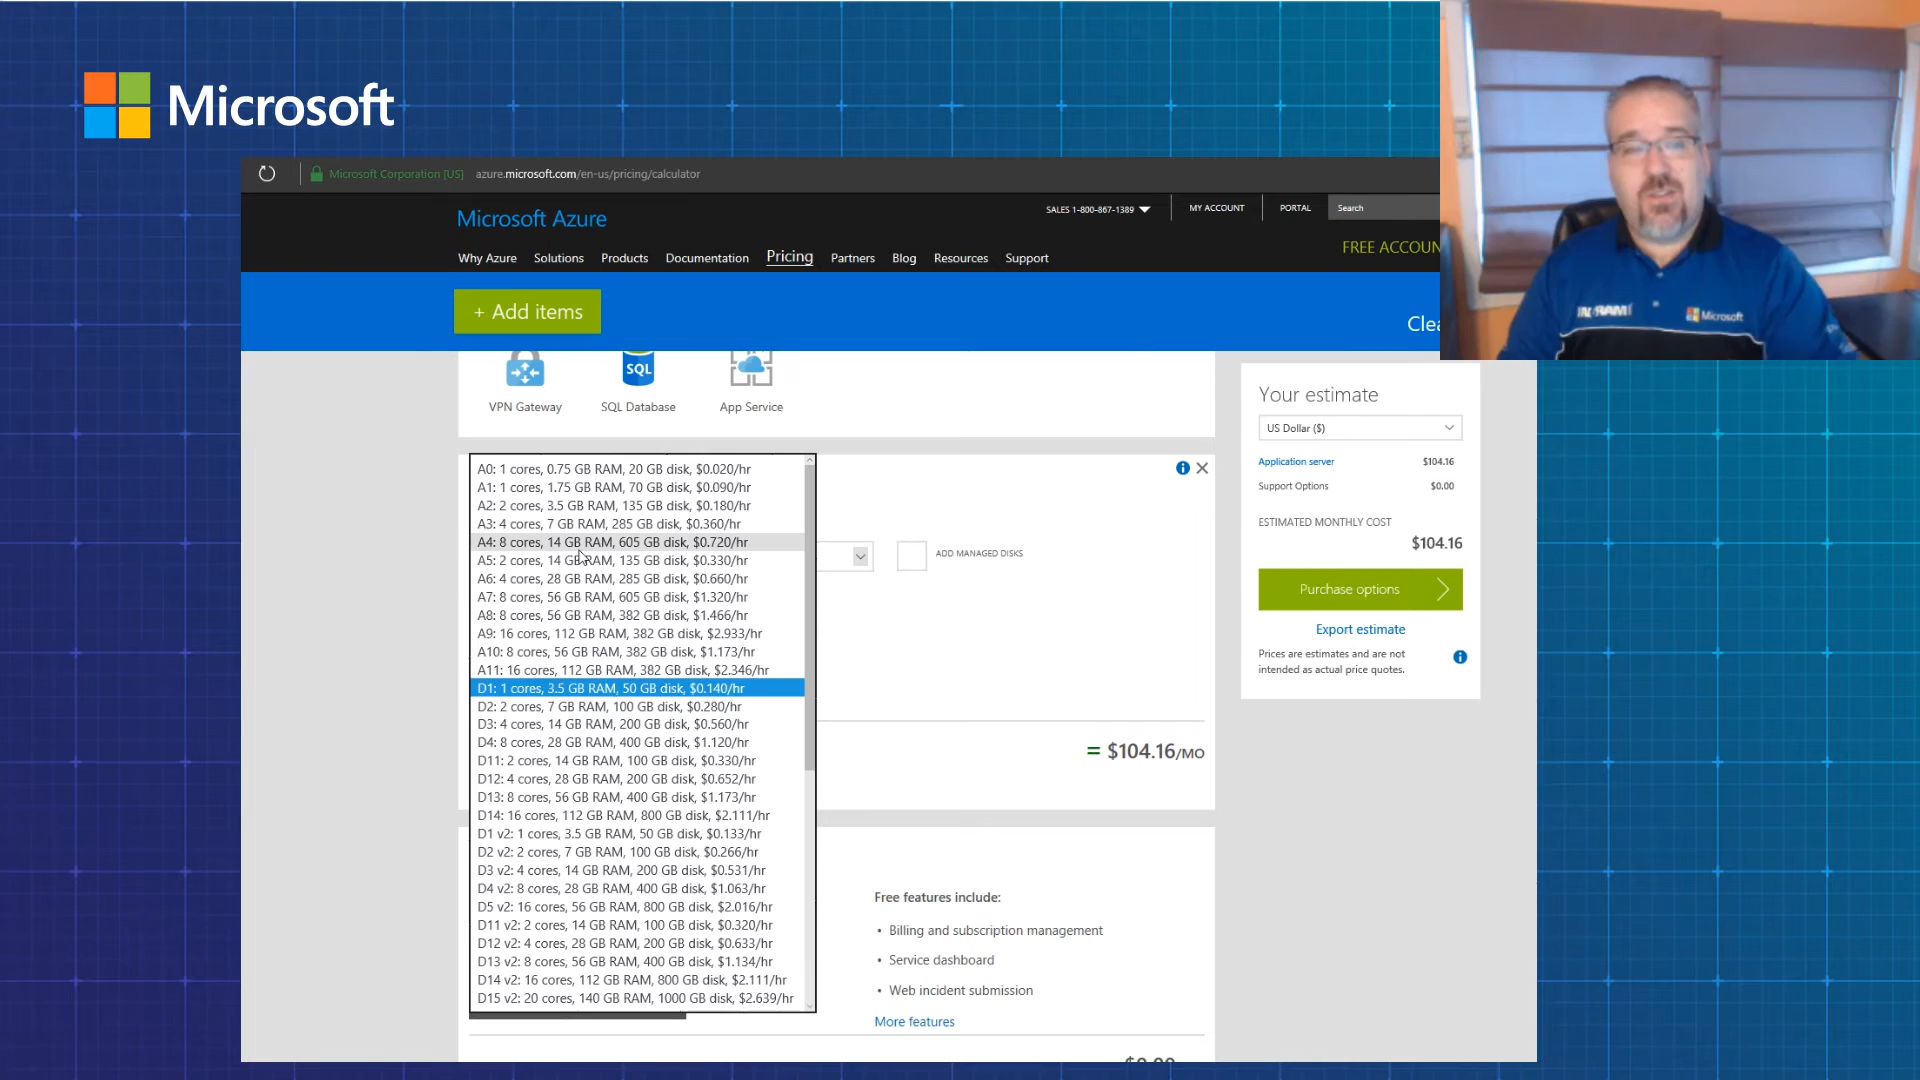 Microsoft
Microsoft Corporation [US] azure.microsoft.com/en-us/pricing/calculator
Microsoft Azure
SALES 1-800-867-1389
MY ACCOUNT
PORTAL
Search
Why Azure
Solutions
Products
Documentation
Pricing
Partners
Blog
Resources
Support
FREE ACCOUN
+ Add items
Clea
INGRAM
Microsoft
SQL
VPN Gateway
SQL Database
App Service
A0: 1 cores, 0.75 GB RAM, 20 GB disk, $0.020/hr
A1: 1 cores, 1.75 GB RAM, 70 GB disk, $0.090/hr
A2: 2 cores, 3.5 GB RAM, 135 GB disk, $0.180/hr
A3: 4 cores, 7 GB RAM, 285 GB disk, $0.360/hr
A4: 8 cores, 14 GB RAM, 605 GB disk, $0.720/hr
A5: 2 cores, 14 GB RAM, 135 GB disk, $0.330/hr
A6: 4 cores, 28 GB RAM, 285 GB disk, $0.660/hr
A7: 8 cores, 56 GB RAM, 605 GB disk, $1.320/hr
A8: 8 cores, 56 GB RAM, 382 GB disk, $1.466/hr
A9: 16 cores, 112 GB RAM, 382 GB disk, $2.933/hr
A10: 8 cores, 56 GB RAM, 382 GB disk, $1.173/hr
A11: 16 cores, 112 GB RAM, 382 GB disk, $2.346/hr
D1: 1 cores, 3.5 GB RAM, 50 GB disk, $0.140/hr
D2: 2 cores, 7 GB RAM, 100 GB disk, $0.280/hr
D3: 4 cores, 14 GB RAM, 200 GB disk, $0.560/hr
D4: 8 cores, 28 GB RAM, 400 GB disk, $1.120/hr
D11: 2 cores, 14 GB RAM, 100 GB disk, $0.330/hr
D12: 4 cores, 28 GB RAM, 200 GB disk, $0.652/hr
D13: 8 cores, 56 GB RAM, 400 GB disk, $1.173/hr
D14: 16 cores, 112 GB RAM, 800 GB disk, $2.111/hr
D1 v2: 1 cores, 3.5 GB RAM, 50 GB disk, $0.133/hr
D2 v2: 2 cores, 7 GB RAM, 100 GB disk, $0.266/hr
D3 v2: 4 cores, 14 GB RAM, 200 GB disk, $0.531/hr
D4 v2: 8 cores, 28 GB RAM, 400 GB disk, $1.063/hr
D5 v2: 16 cores, 56 GB RAM, 800 GB disk, $2.016/hr
D11 v2: 2 cores, 14 GB RAM, 100 GB disk, $0.320/hr
D12 v2: 4 cores, 28 GB RAM, 200 GB disk, $0.633/hr
D13 v2: 8 cores, 56 GB RAM, 400 GB disk, $1.134/hr
D14 v2: 16 cores, 112 GB RAM, 800 GB disk, $2.111/hr
D15 v2: 20 cores, 140 GB RAM, 1000 GB disk, $2.639/hr
ADD MANAGED DISKS
= $104.16/MO
Free features include:
• Billing and subscription management
• Service dashboard
• Web incident submission
More features
$0.00
Your estimate
US Dollar ($)
Application server $104.16
Support Options $0.00
ESTIMATED MONTHLY COST
$104.16
Purchase options
Export estimate
Prices are estimates and are not
intended as actual price quotes.